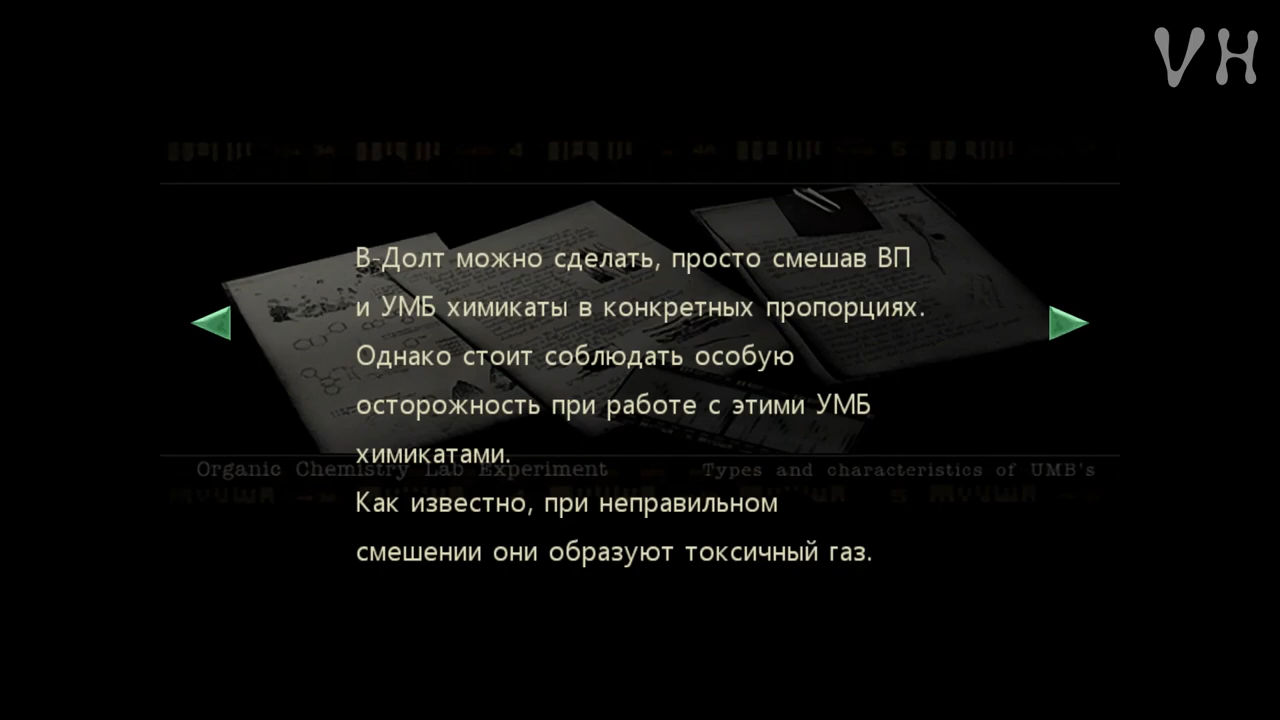 VH
В-Долт можно сделать, просто смешав ВП
и УМБ химикаты в конкретных пропорциях.
Однако стоит соблюдать особую
осторожность при работе с этими УМБ
химикатами.
Organic Chemistry Lab Experiment Types and characteristics of UMB's
Как известно, при неправильном
смешении они образуют токсичный газ.